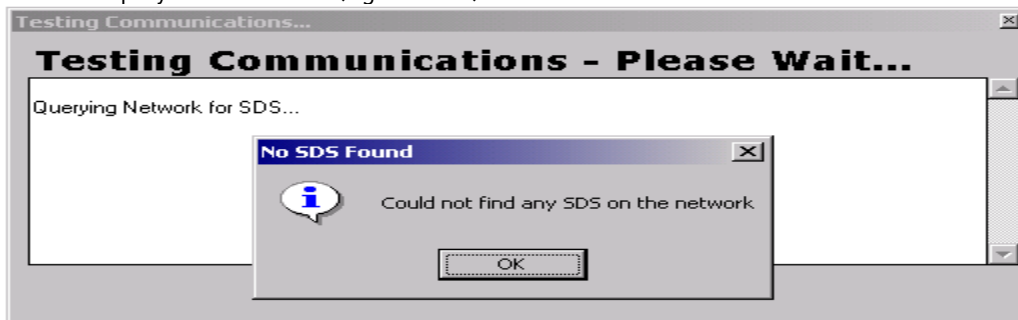 Testing Communications...
Testing Communications - Please Wait...
Querying Network for SDS...
No SDS Found
Could not find any SDS on the network
OK